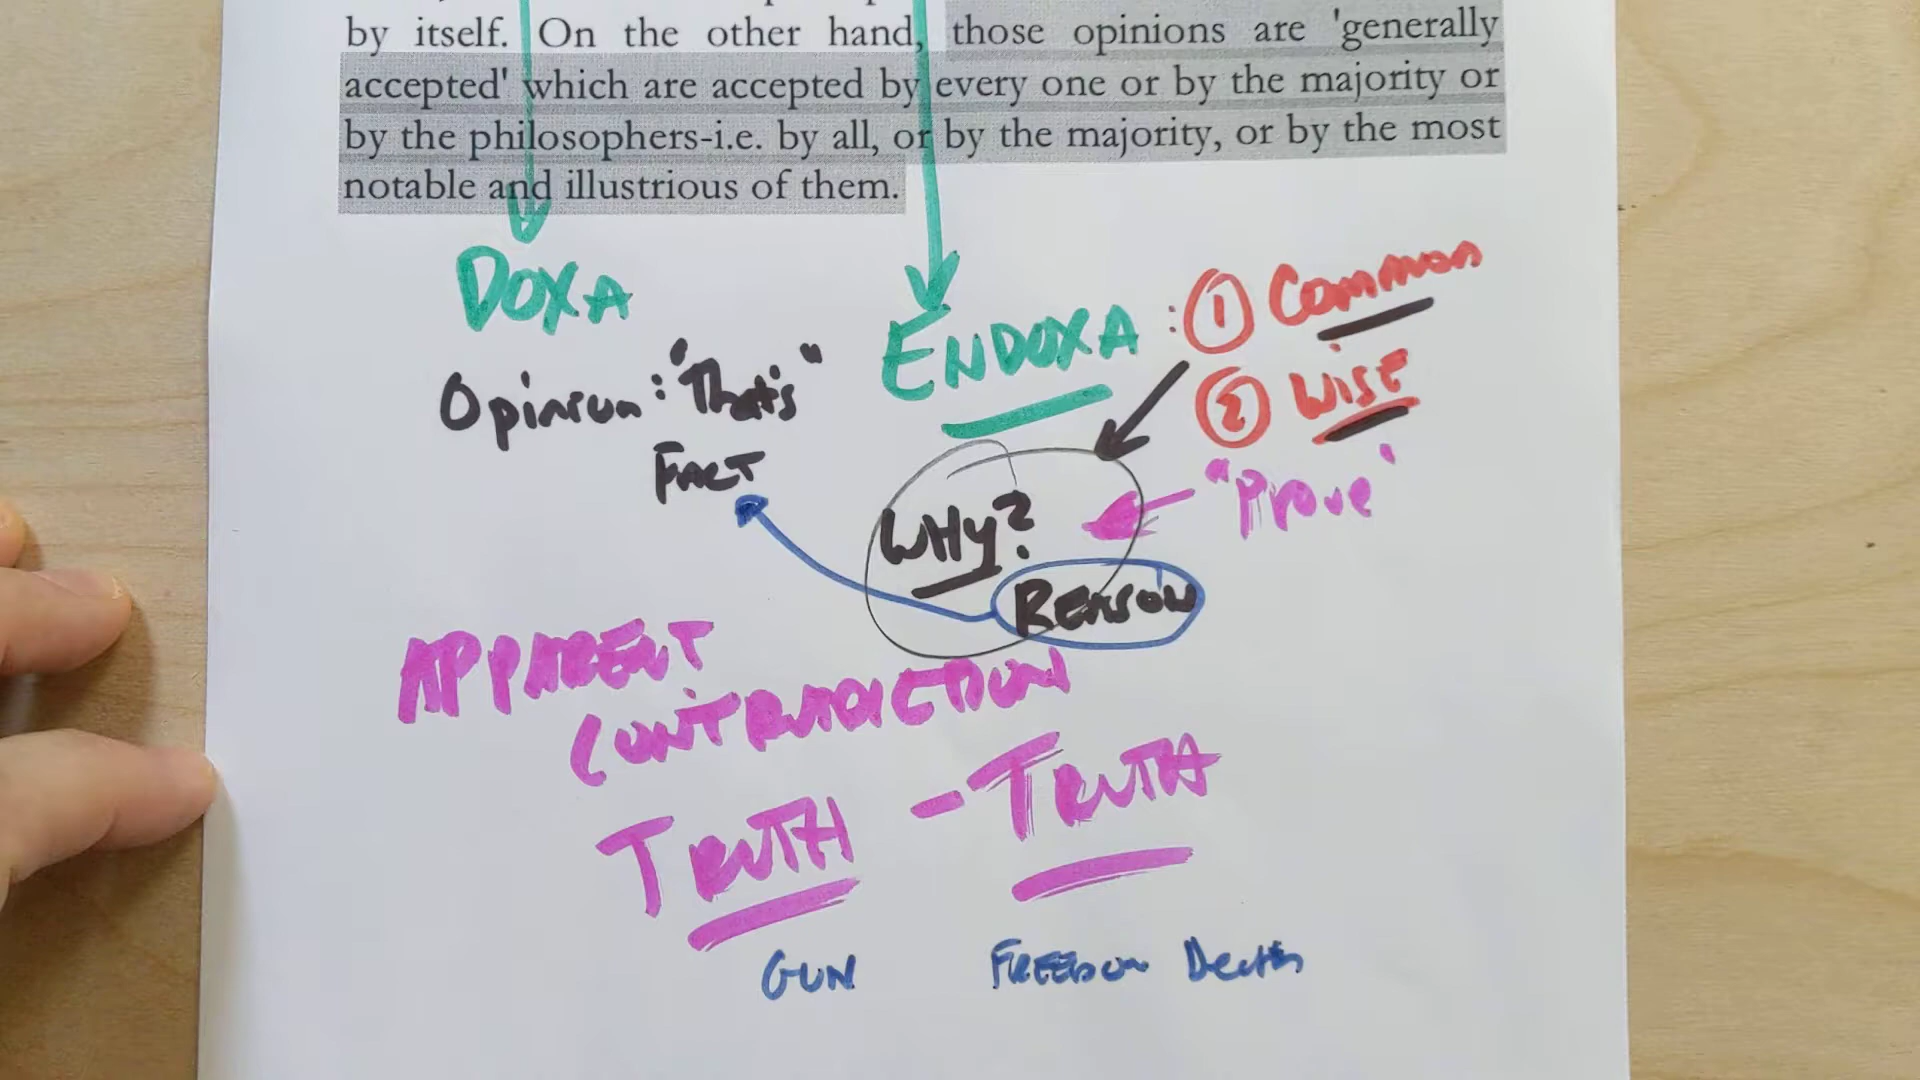 by itself. On the other hand, those opinions are 'generally
accepted' which are accepted by every one or by the majority or
by the philosophers-i.e. by all, or by the majority, or by the most
notable and illustrious of them.
DOXA
Opinion: "That's"
FACT
ENDOXA: ① Common
② WISE
"Prove"
WHY?
REASON
APPARENT
CONTRADICTION
TRUTH - TRUTH
GUN FREEDOM Deaths